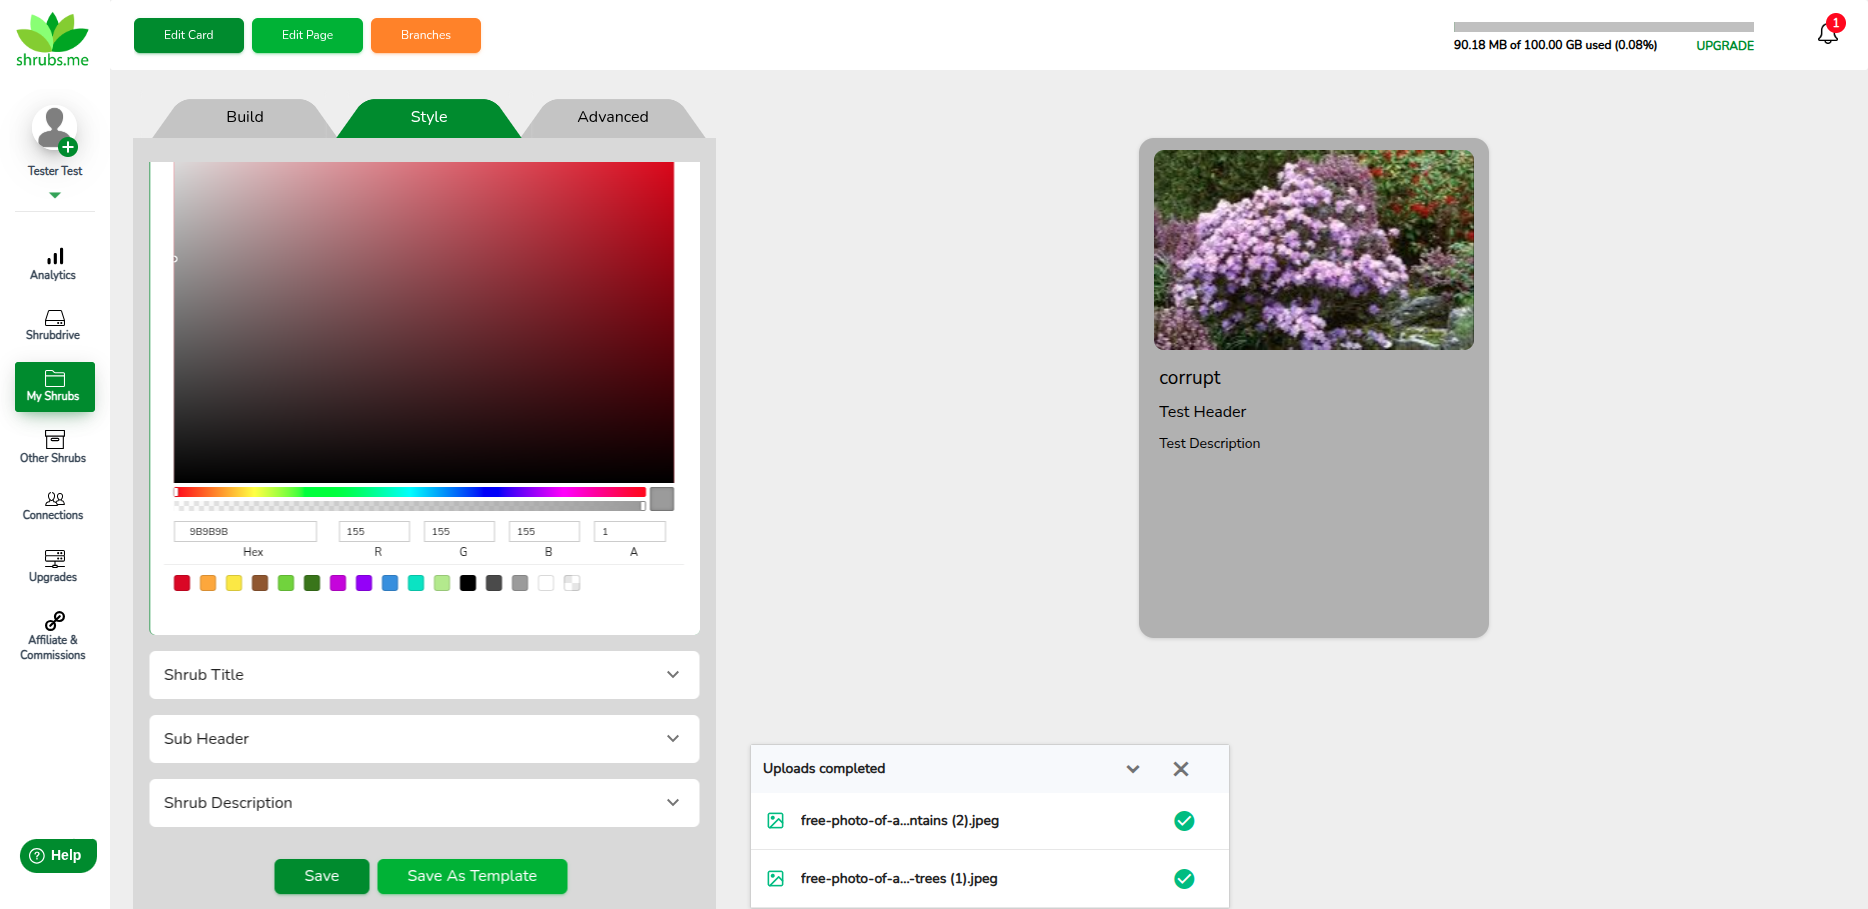 shrubs.me
Edit Card
Edit Page
Branches
90.18 MB of 100.00 GB used (0.08%)
UPGRADE
1
Tester Test
Analytics
Shrubdrive
My Shrubs
Other Shrubs
Connections
Upgrades
Affiliate &
Commissions
Help
Build
Style
Advanced
9B9B9B
155
155
155
1
Hex
R
G
B
A
Shrub Title
Sub Header
Shrub Description
Save
Save As Template
corrupt
Test Header
Test Description
Uploads completed
free-photo-of-a...ntains (2).jpeg
free-photo-of-a...-trees (1).jpeg